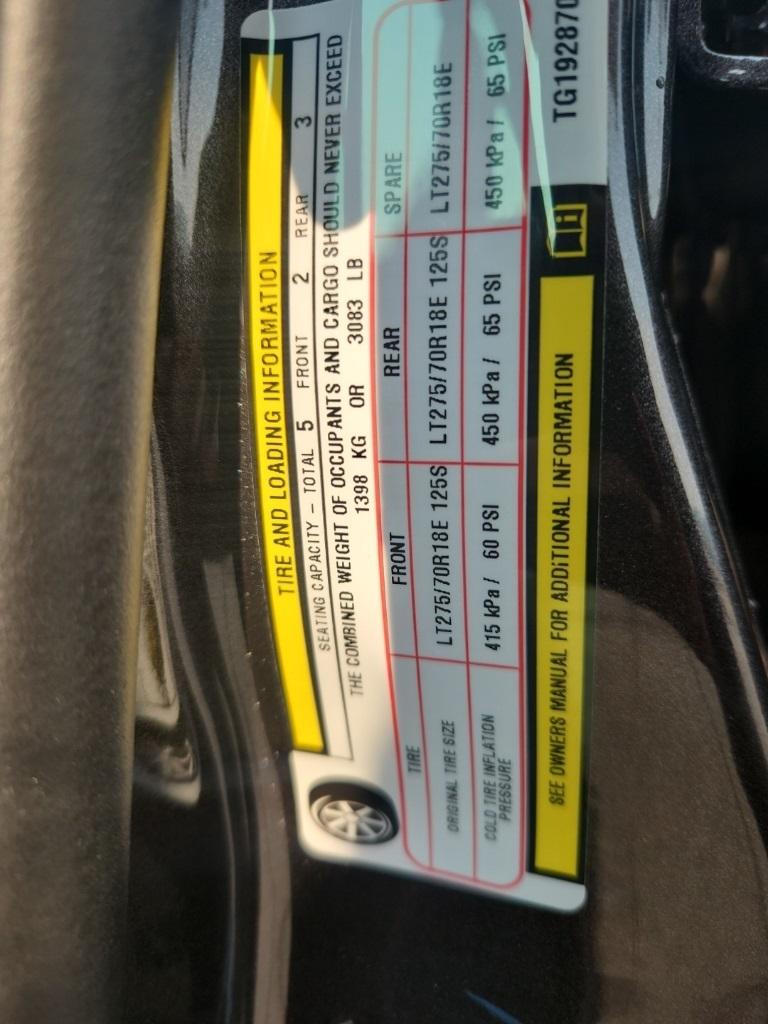 TIRE AND LOADING INFORMATION
SEATING CAPACITY – TOTAL 5 FRONT 2 REAR 3
THE COMBINED WEIGHT OF OCCUPANTS AND CARGO SHOULD NEVER EXCEED
1398 KG OR 3083 LB
TIRE FRONT REAR SPARE
ORIGINAL TIRE SIZE LT275/70R18E 125S LT275/70R18E 125S LT275/70R18E
COLD TIRE INFLATION PRESSURE 415 kPa / 60 PSI 450 kPa / 65 PSI 450 kPa / 65 PSI
SEE OWNERS MANUAL FOR ADDITIONAL INFORMATION